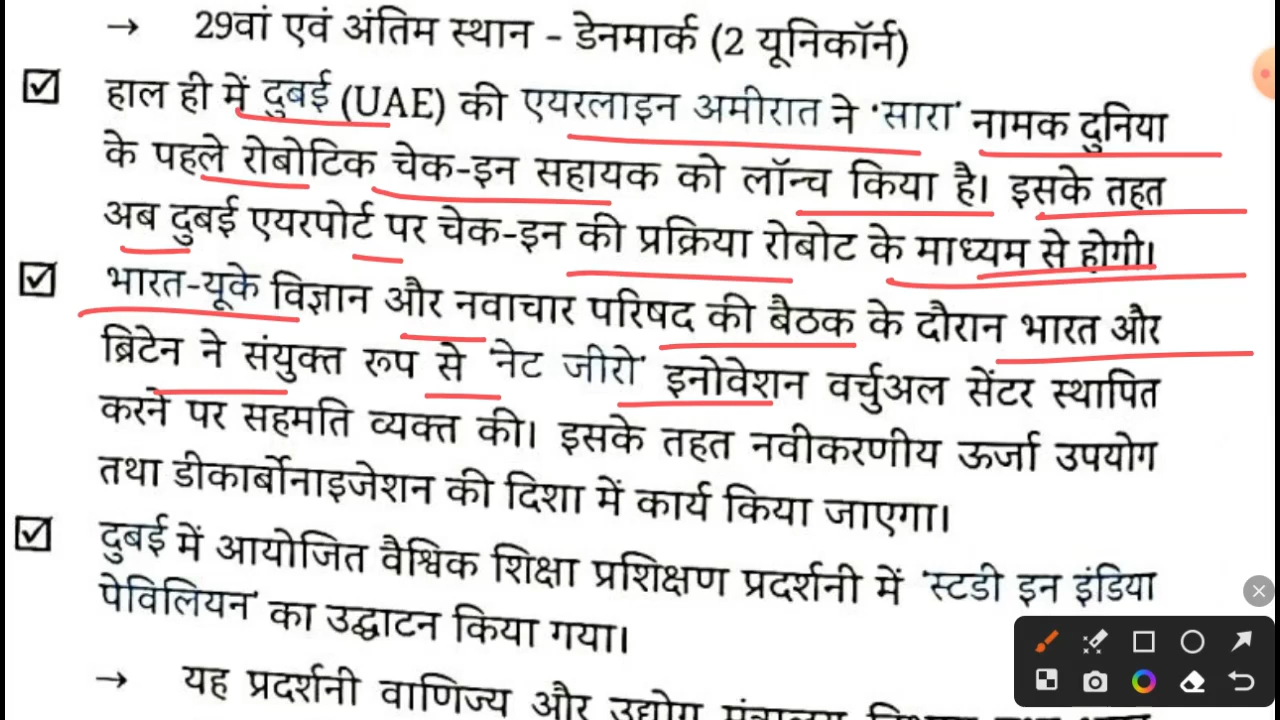 → 29वां एवं अंतिम स्थान - डेनमार्क (2 यूनिकॉर्न)
हाल ही में दुबई (UAE) की एयरलाइन अमीरात ने 'सारा' नामक दुनिया
के पहले रोबोटिक चेक-इन सहायक को लॉन्च किया है। इसके तहत
अब दुबई एयरपोर्ट पर चेक-इन की प्रक्रिया रोबोट के माध्यम से होगी।
भारत-यूके विज्ञान और नवाचार परिषद की बैठक के दौरान भारत और
ब्रिटेन ने संयुक्त रूप से 'नेट जीरो' इनोवेशन वर्चुअल सेंटर स्थापित
करने पर सहमति व्यक्त की। इसके तहत नवीकरणीय ऊर्जा उपयोग
तथा डीकार्बोनाइजेशन की दिशा में कार्य किया जाएगा।
दुबई में आयोजित वैश्विक शिक्षा प्रशिक्षण प्रदर्शनी में 'स्टडी इन इंडिया
पेविलियन' का उद्घाटन किया गया।
→ यह प्रदर्शनी वाणिज्य और उद्योग मंत्रालय